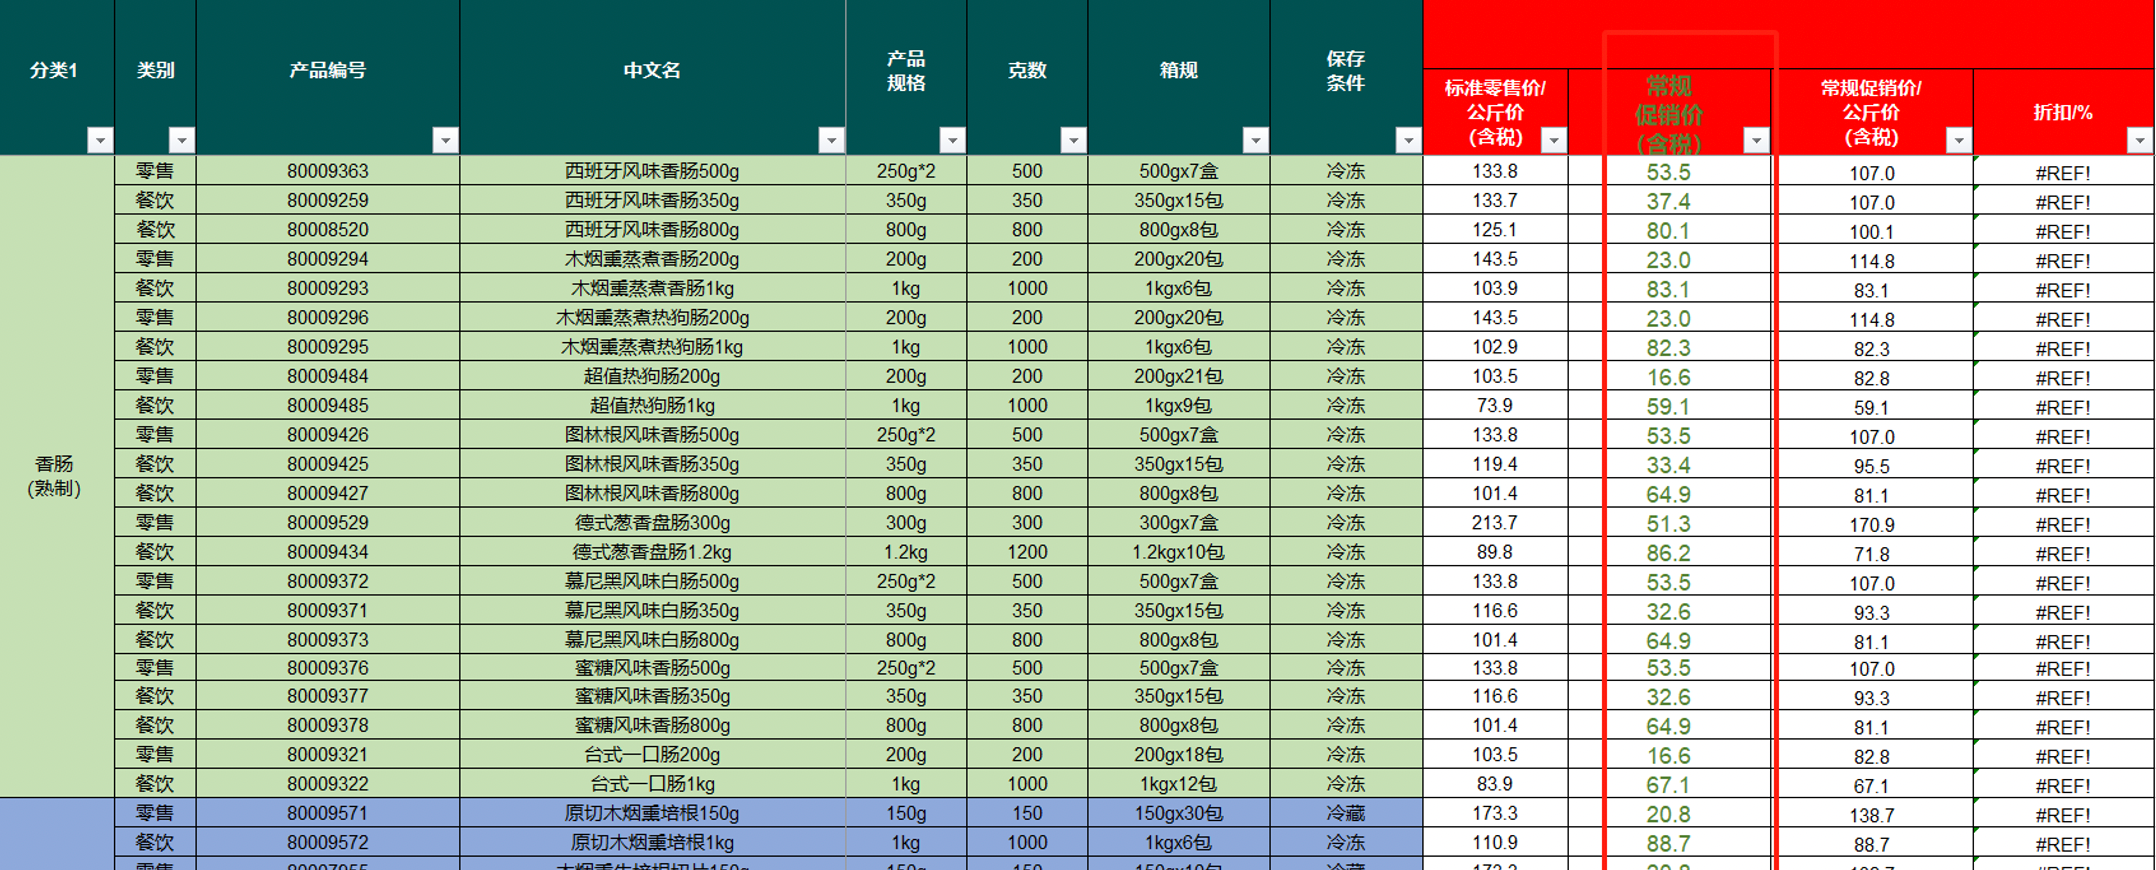 分类1 类别 产品编号 中文名 产品 规格 克数 箱规 保存 条件 标准零售价/ 公斤价 (含税) 常规 促销价 (含税) 常规促销价/ 公斤价 (含税) 折扣/%
零售 80009363 西班牙风味香肠500g 250g*2 500 500gx7盒 冷冻 133.8 53.5 107.0 #REF!
餐饮 80009259 西班牙风味香肠350g 350g 350 350gx15包 冷冻 133.7 37.4 107.0 #REF!
餐饮 80008520 西班牙风味香肠800g 800g 800 800gx8包 冷冻 125.1 80.1 100.1 #REF!
零售 80009294 木烟熏蒸煮香肠200g 200g 200 200gx20包 冷冻 143.5 23.0 114.8 #REF!
餐饮 80009293 木烟熏蒸煮香肠1kg 1kg 1000 1kgx6包 冷冻 103.9 83.1 83.1 #REF!
零售 80009296 木烟熏蒸煮热狗肠200g 200g 200 200gx20包 冷冻 143.5 23.0 114.8 #REF!
餐饮 80009295 木烟熏蒸煮热狗肠1kg 1kg 1000 1kgx6包 冷冻 102.9 82.3 82.3 #REF!
零售 80009484 超值热狗肠200g 200g 200 200gx21包 冷冻 103.5 16.6 82.8 #REF!
餐饮 80009485 超值热狗肠1kg 1kg 1000 1kgx9包 冷冻 73.9 59.1 59.1 #REF!
零售 80009426 图林根风味香肠500g 250g*2 500 500gx7盒 冷冻 133.8 53.5 107.0 #REF!
香肠
(熟制)
餐饮 80009425 图林根风味香肠350g 350g 350 350gx15包 冷冻 119.4 33.4 95.5 #REF!
餐饮 80009427 图林根风味香肠800g 800g 800 800gx8包 冷冻 101.4 64.9 81.1 #REF!
零售 80009529 德式葱香盘肠300g 300g 300 300gx7盒 冷冻 213.7 51.3 170.9 #REF!
餐饮 80009434 德式葱香盘肠1.2kg 1.2kg 1200 1.2kgx10包 冷冻 89.8 86.2 71.8 #REF!
零售 80009372 慕尼黑风味白肠500g 250g*2 500 500gx7盒 冷冻 133.8 53.5 107.0 #REF!
餐饮 80009371 慕尼黑风味白肠350g 350g 350 350gx15包 冷冻 116.6 32.6 93.3 #REF!
餐饮 80009373 慕尼黑风味白肠800g 800g 800 800gx8包 冷冻 101.4 64.9 81.1 #REF!
零售 80009376 蜜糖风味香肠500g 250g*2 500 500gx7盒 冷冻 133.8 53.5 107.0 #REF!
餐饮 80009377 蜜糖风味香肠350g 350g 350 350gx15包 冷冻 116.6 32.6 93.3 #REF!
餐饮 80009378 蜜糖风味香肠800g 800g 800 800gx8包 冷冻 101.4 64.9 81.1 #REF!
零售 80009321 台式一口肠200g 200g 200 200gx18包 冷冻 103.5 16.6 82.8 #REF!
餐饮 80009322 台式一口肠1kg 1kg 1000 1kgx12包 冷冻 83.9 67.1 67.1 #REF!
零售 80009571 原切木烟熏培根150g 150g 150 150gx30包 冷藏 173.3 20.8 138.7 #REF!
餐饮 80009572 原切木烟熏培根1kg 1kg 1000 1kgx6包 冷冻 110.9 88.7 88.7 #REF!